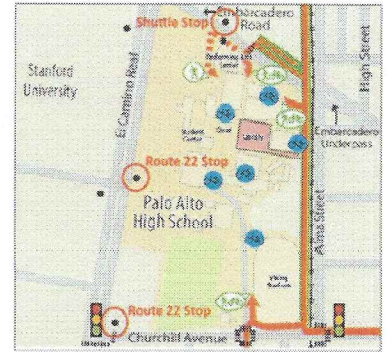 Shuttle Stop
Embarcadero
Road
Performing Arts
Center
Stanford
University
El Camino Real
High Street
Student
Center
Library
Embarcadero
Underpass
Route 22 Stop
Palo Alto
High School
Alma Street
Route 22 Stop
Churchill Avenue